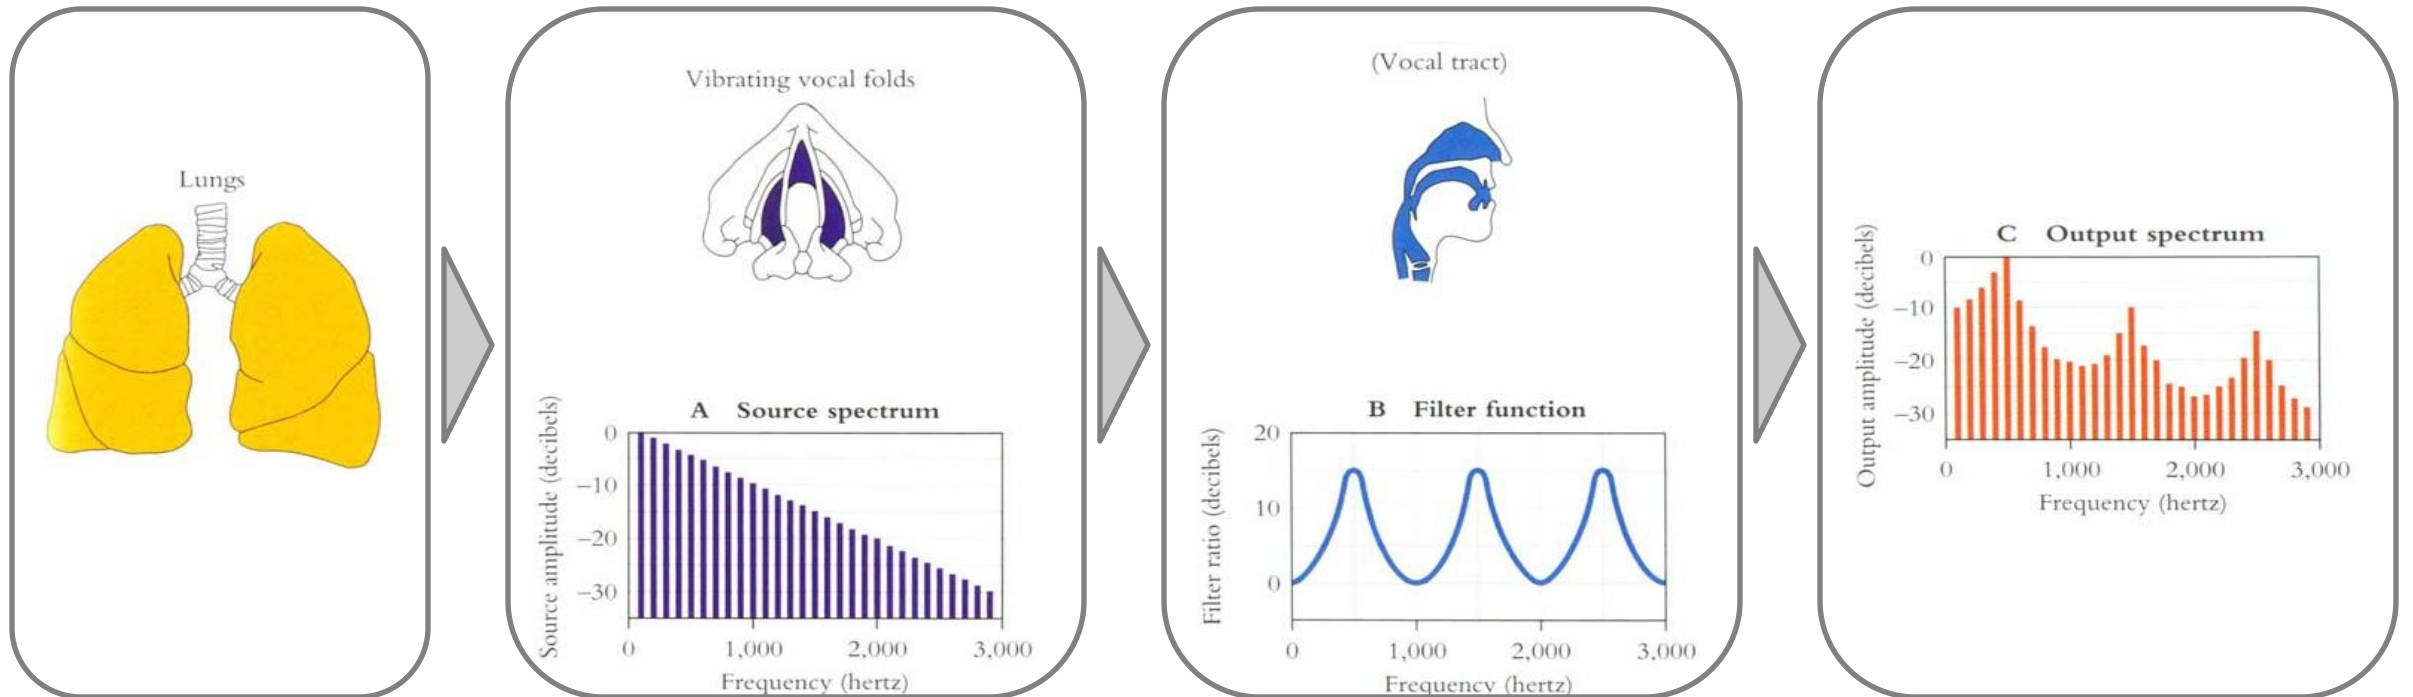 Lungs
Vibrating vocal folds
A Source spectrum
Source amplitude (decibels)
0
−10
−20
−30
0 1,000 2,000 3,000
Frequency (hertz)
(Vocal tract)
B Filter function
Filter ratio (decibels)
20
10
0
0 1,000 2,000 3,000
Frequency (hertz)
C Output spectrum
Output amplitude (decibels)
0
−10
−20
−30
0 1,000 2,000 3,000
Frequency (hertz)